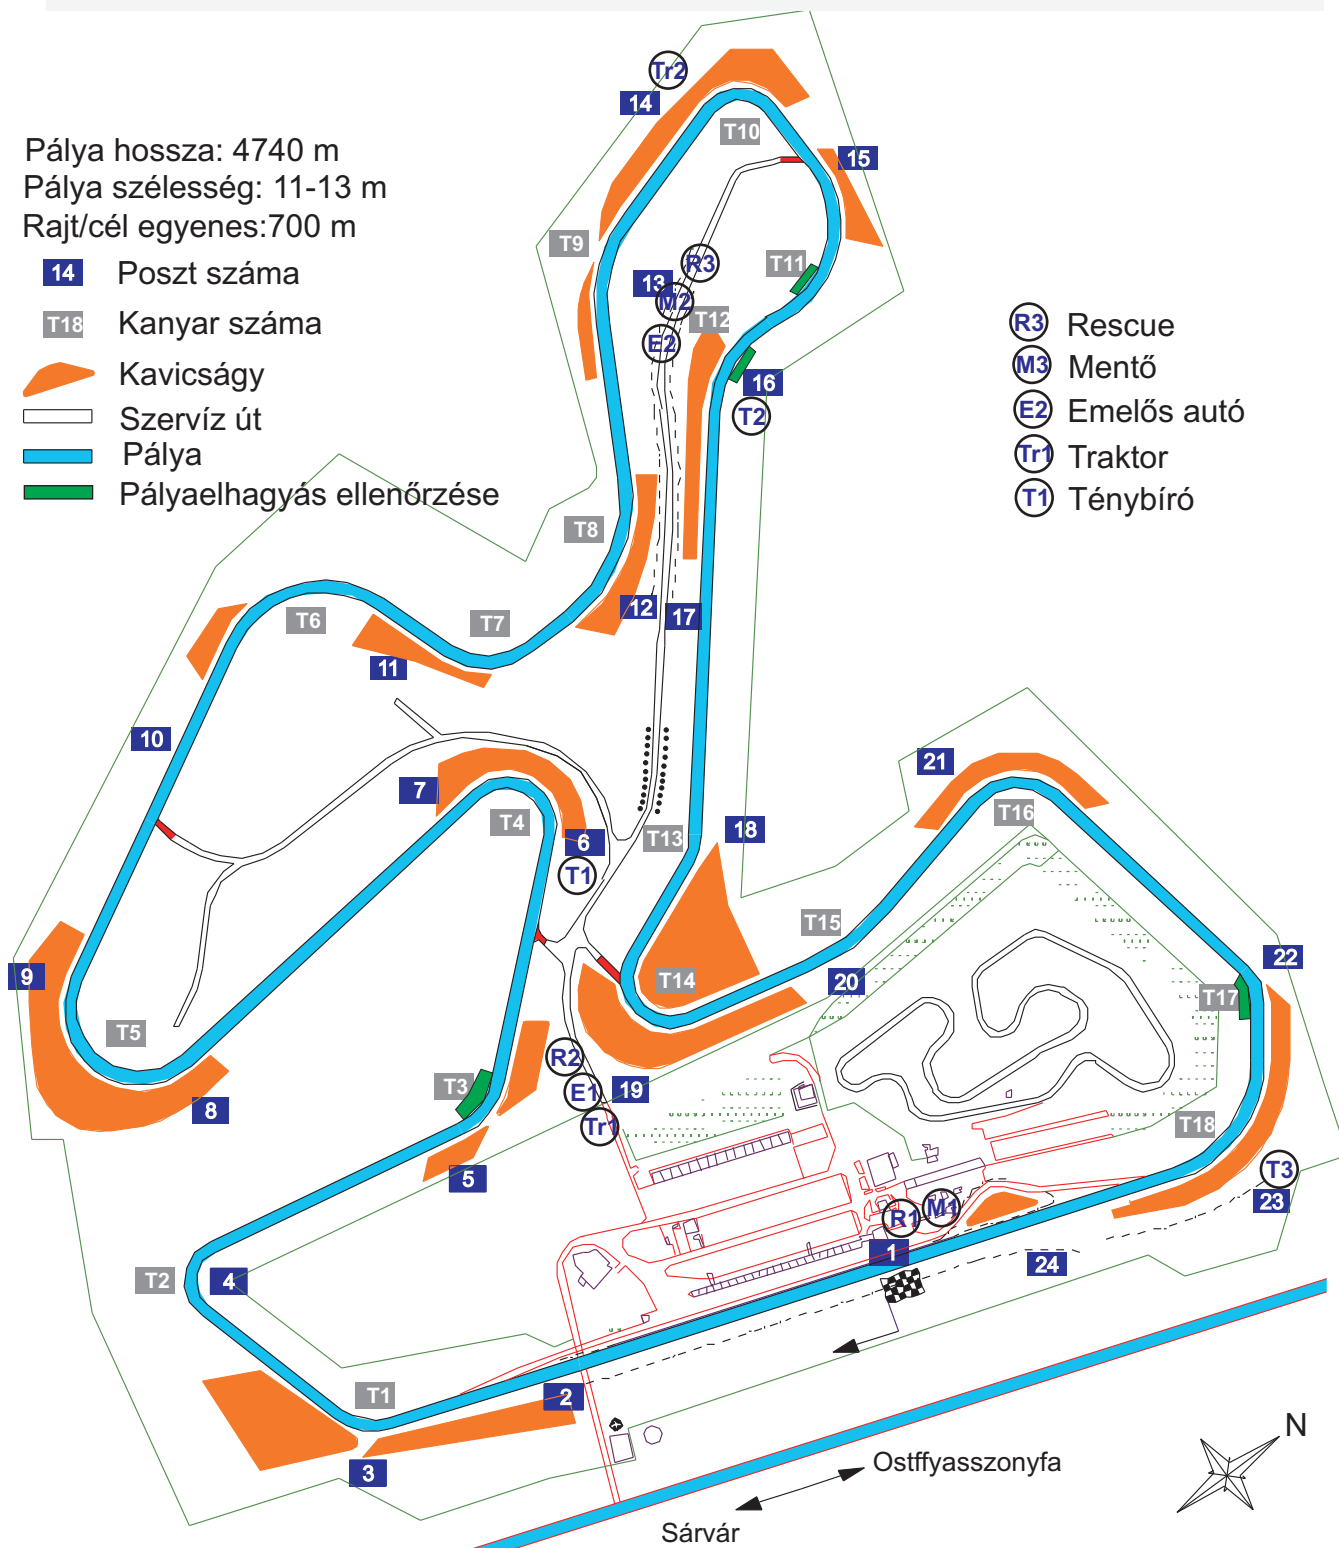 Pálya hossza: 4740 m
Pálya szélesség: 11-13 m
Rajt/cél egyenes:700 m
14 Poszt száma
T18 Kanyar száma
Kavicságy
Szervíz út
Pálya
Pályaelhagyás ellenőrzése
R3 Rescue
M3 Mentő
E2 Emelős autó
Tr1 Traktor
T1 Ténybíró
Tr2
14
T10
15
T9
T11
R3
13
M2
T12
E2
16
T2
T8
12
17
T6
T7
11
10
7
T4
6
T13
18
T1
21
T16
T15
9
T14
20
22
T17
T5
R2
T3
E1
19
8
Tr1
T18
5
T3
23
R1
M1
1
24
T2
4
T1
2
3
N
Ostffyasszonyfa
Sárvár